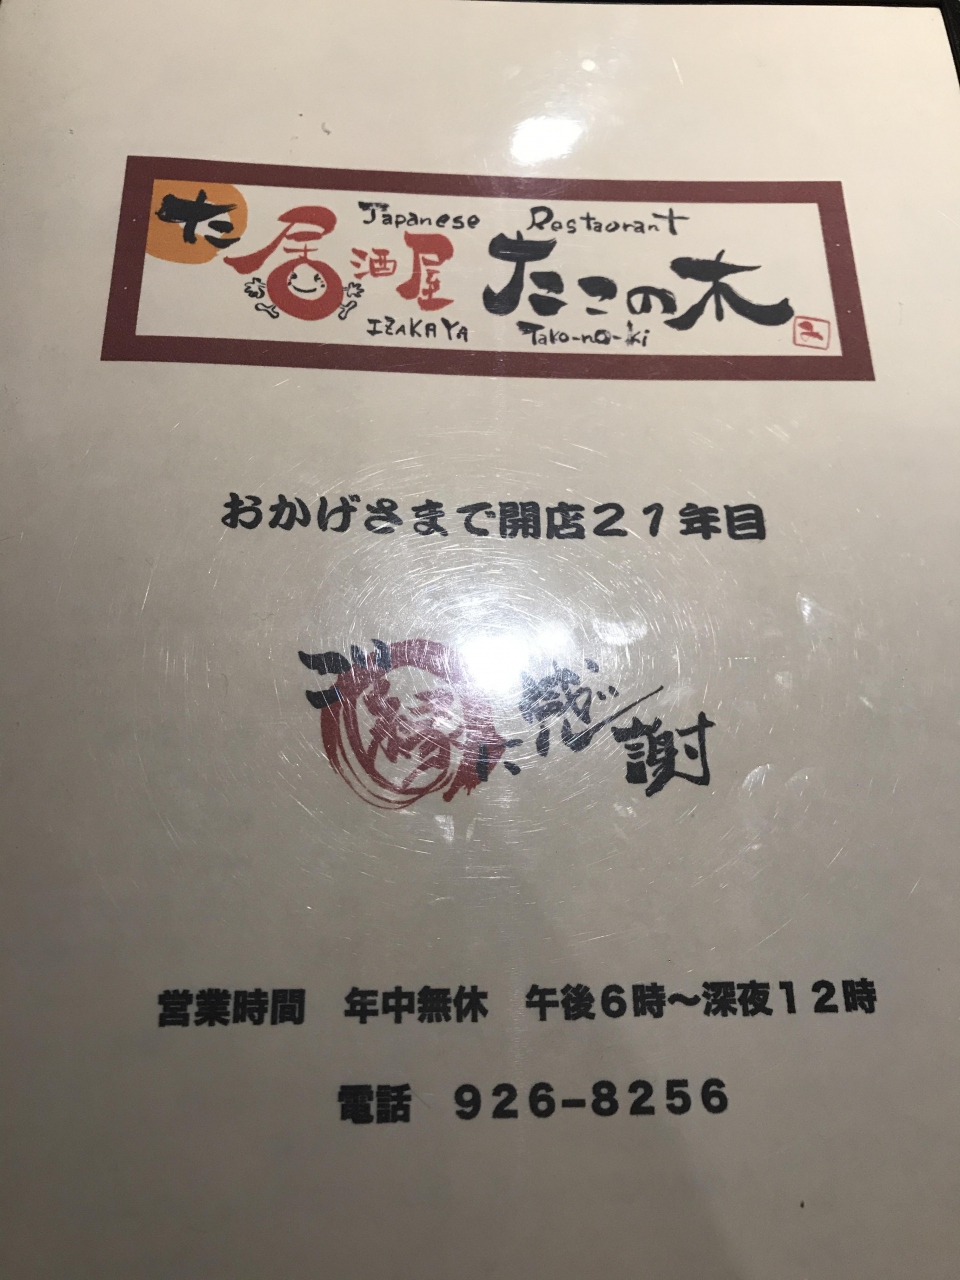 た
Japanese Restaurant
居酒屋 たこの木
IZAKAYA Tako-no-ki
おかげさまで開店21年目
ご縁に感謝
営業時間 年中無休 午後6時～深夜12時
電話 926-8256